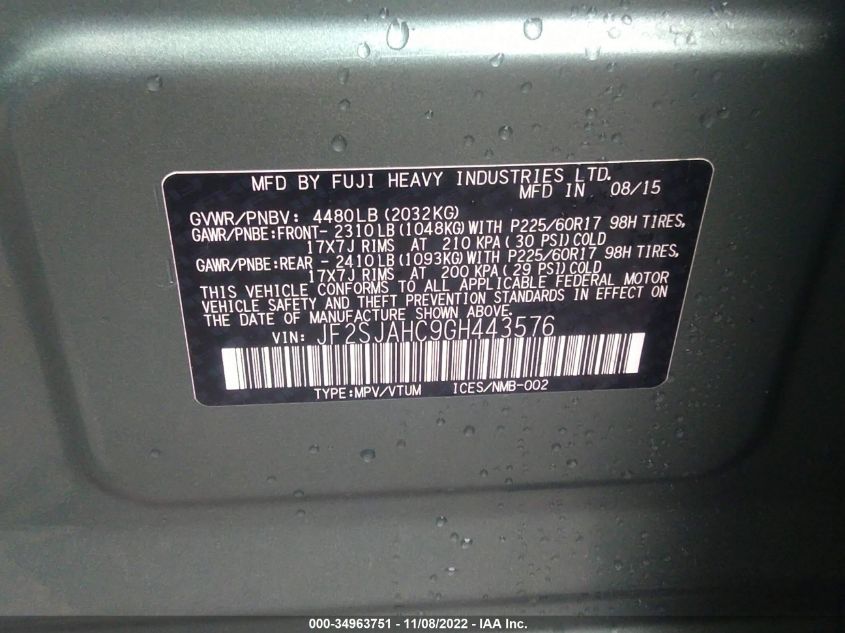 MFD BY FUJI HEAVY INDUSTRIES LTD.
MFD IN 08/15
GVWR/PNBV: 4480LB(2032KG)
GAWR/PNBE:FRONT- 2310LB(1048KG)WITH P225/60R17 98H TIRES,
17X7J RIMS AT 210 KPA( 30 PSI)COLD
GAWR/PNBE:REAR - 2410LB(1093KG)WITH P225/60R17 98H TIRES,
17X7J RIMS AT 200 KPA( 29 PSI)COLD
THIS VEHICLE CONFORMS TO ALL APPLICABLE FEDERAL MOTOR
VEHICLE SAFETY AND THEFT PREVENTION STANDARDS IN EFFECT ON
THE DATE OF MANUFACTURE SHOWN ABOVE.
VIN: JF2SJAHC9GH443576
TYPE:MPV/VTUM ICES/NMB-002
000-34963751 - 11/08/2022 - IAA Inc.